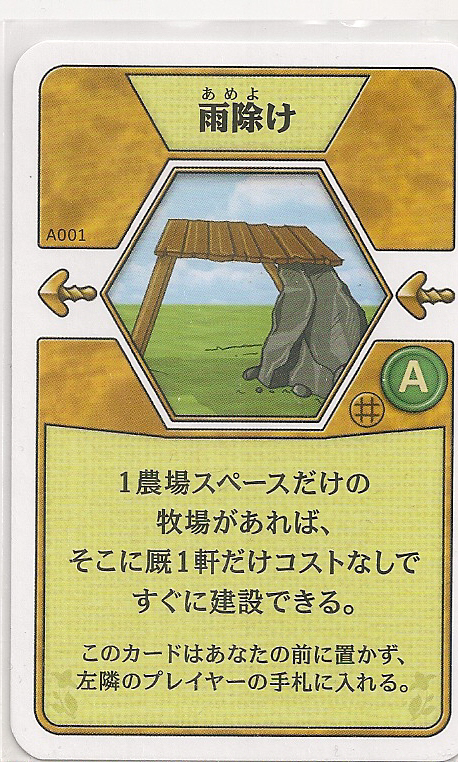 あめよ
雨除け
A001
A
1農場スペースだけの
牧場があれば、
そこに厩1軒だけコストなしで
すぐに建設できる。
このカードはあなたの前に置かず、
左隣のプレイヤーの手札に入れる。